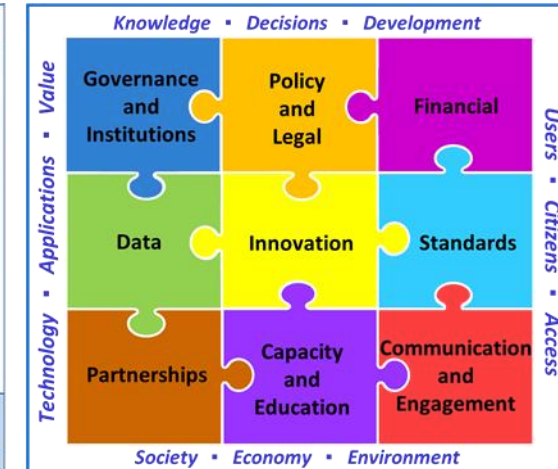 Knowledge ▪ Decisions ▪ Development
Technology ▪ Applications ▪ Value
Governance
and
Institutions
Policy
and
Legal
Financial
Data
Innovation
Standards
Partnerships
Capacity
and
Education
Communication
and
Engagement
Users ▪ Citizens ▪ Access
Society ▪ Economy ▪ Environment